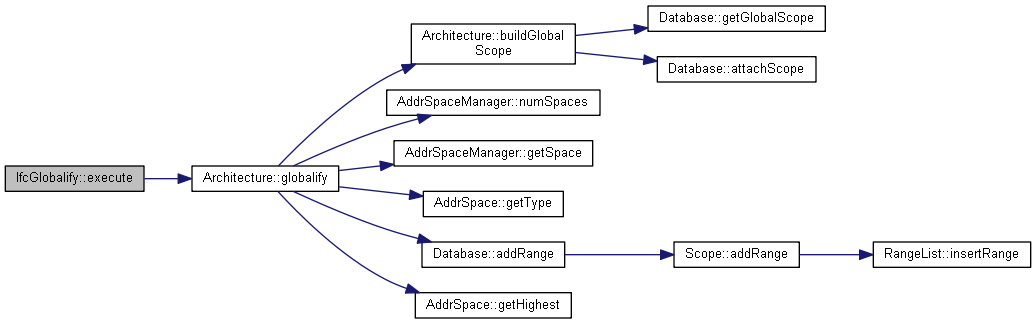 IfcGlobalify::execute
Architecture::globalify
Architecture::buildGlobal
Scope
Database::getGlobalScope
Database::attachScope
AddrSpaceManager::numSpaces
AddrSpaceManager::getSpace
AddrSpace::getType
Database::addRange
Scope::addRange
RangeList::insertRange
AddrSpace::getHighest